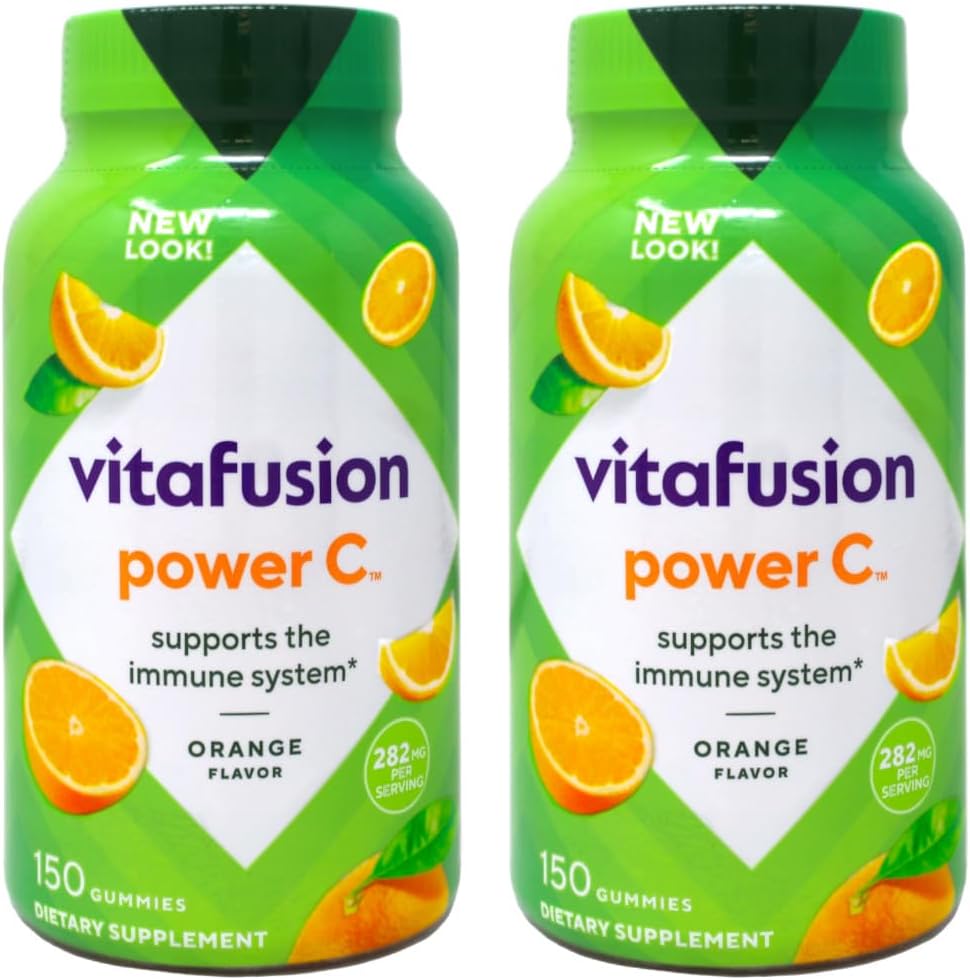 NEW
LOOK!
vitafusion
power C™
supports the
immune system*
ORANGE
FLAVOR
282 MG
PER
SERVING
150 GUMMIES
DIETARY SUPPLEMENT
NEW
LOOK!
vitafusion
power C™
supports the
immune system*
ORANGE
FLAVOR
282 MG
PER
SERVING
150 GUMMIES
DIETARY SUPPLEMENT